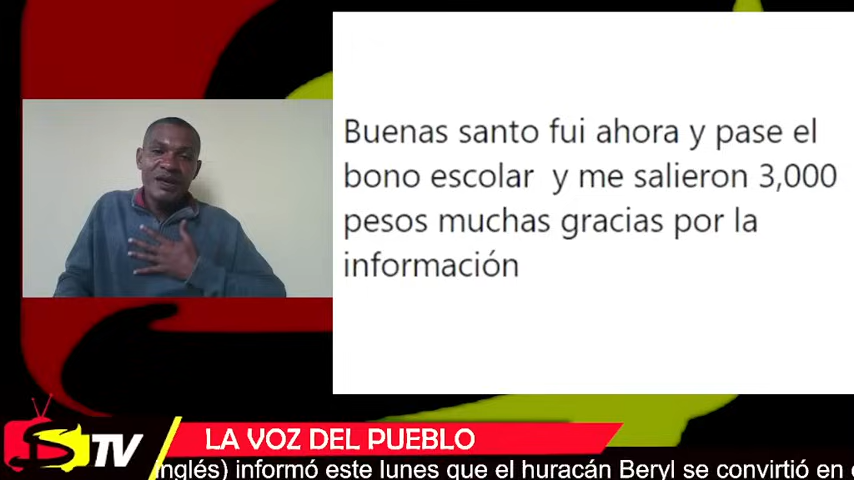 Buenas santo fui ahora y pase el
bono escolar y me salieron 3,000
pesos muchas gracias por la
información
STV
LA VOZ DEL PUEBLO
inglés) informó este lunes que el huracán Beryl se convirtió en